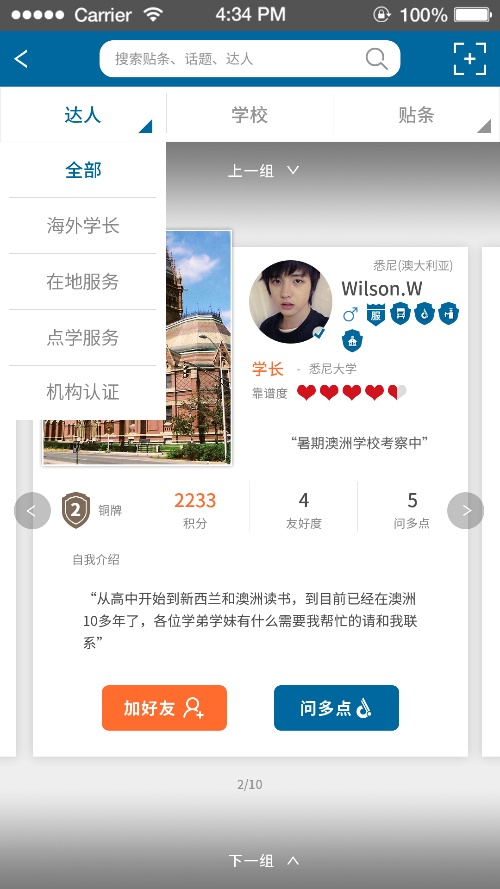 Carrier 4:34 PM 100%
搜索贴条、话题、达人
达人 学校 贴条
全部
海外学长
在地服务
点学服务
机构认证
上一组
悉尼(澳大利亚)
Wilson.W
服
学长 - 悉尼大学
靠谱度
“暑期澳洲学校考察中”
2 铜牌
2233 积分
4 友好度
5 问多点
自我介绍
“从高中开始到新西兰和澳洲读书，到目前已经在澳洲
10多年了，各位学弟学妹有什么需要我帮忙的请和我联
系”
加好友 问多点
2/10
下一组